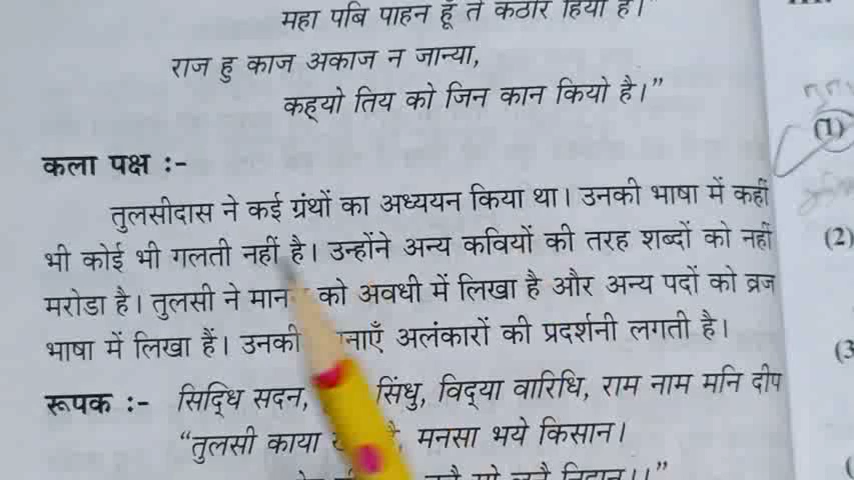 महा पबि पाहन हूँ ते कठोर हियो है।
राज हु काज अकाज न जान्या,
कह्यो तिय को जिन कान कियो है।”
कला पक्ष :-
तुलसीदास ने कई ग्रंथों का अध्ययन किया था। उनकी भाषा में कहीं
भी कोई भी गलती नहीं है। उन्होंने अन्य कवियों की तरह शब्दों को नहीं
मरोडा है। तुलसी ने मान को अवधी में लिखा है और अन्य पदों को व्रज
भाषा में लिखा हैं। उनकी नाएँ अलंकारों की प्रदर्शनी लगती है।
रूपक :- सिद्धि सदन, सिंधु, विद्या वारिधि, राम नाम मनि दीप
“तुलसी काया मनसा भये किसान।
(1)
(2)
(3